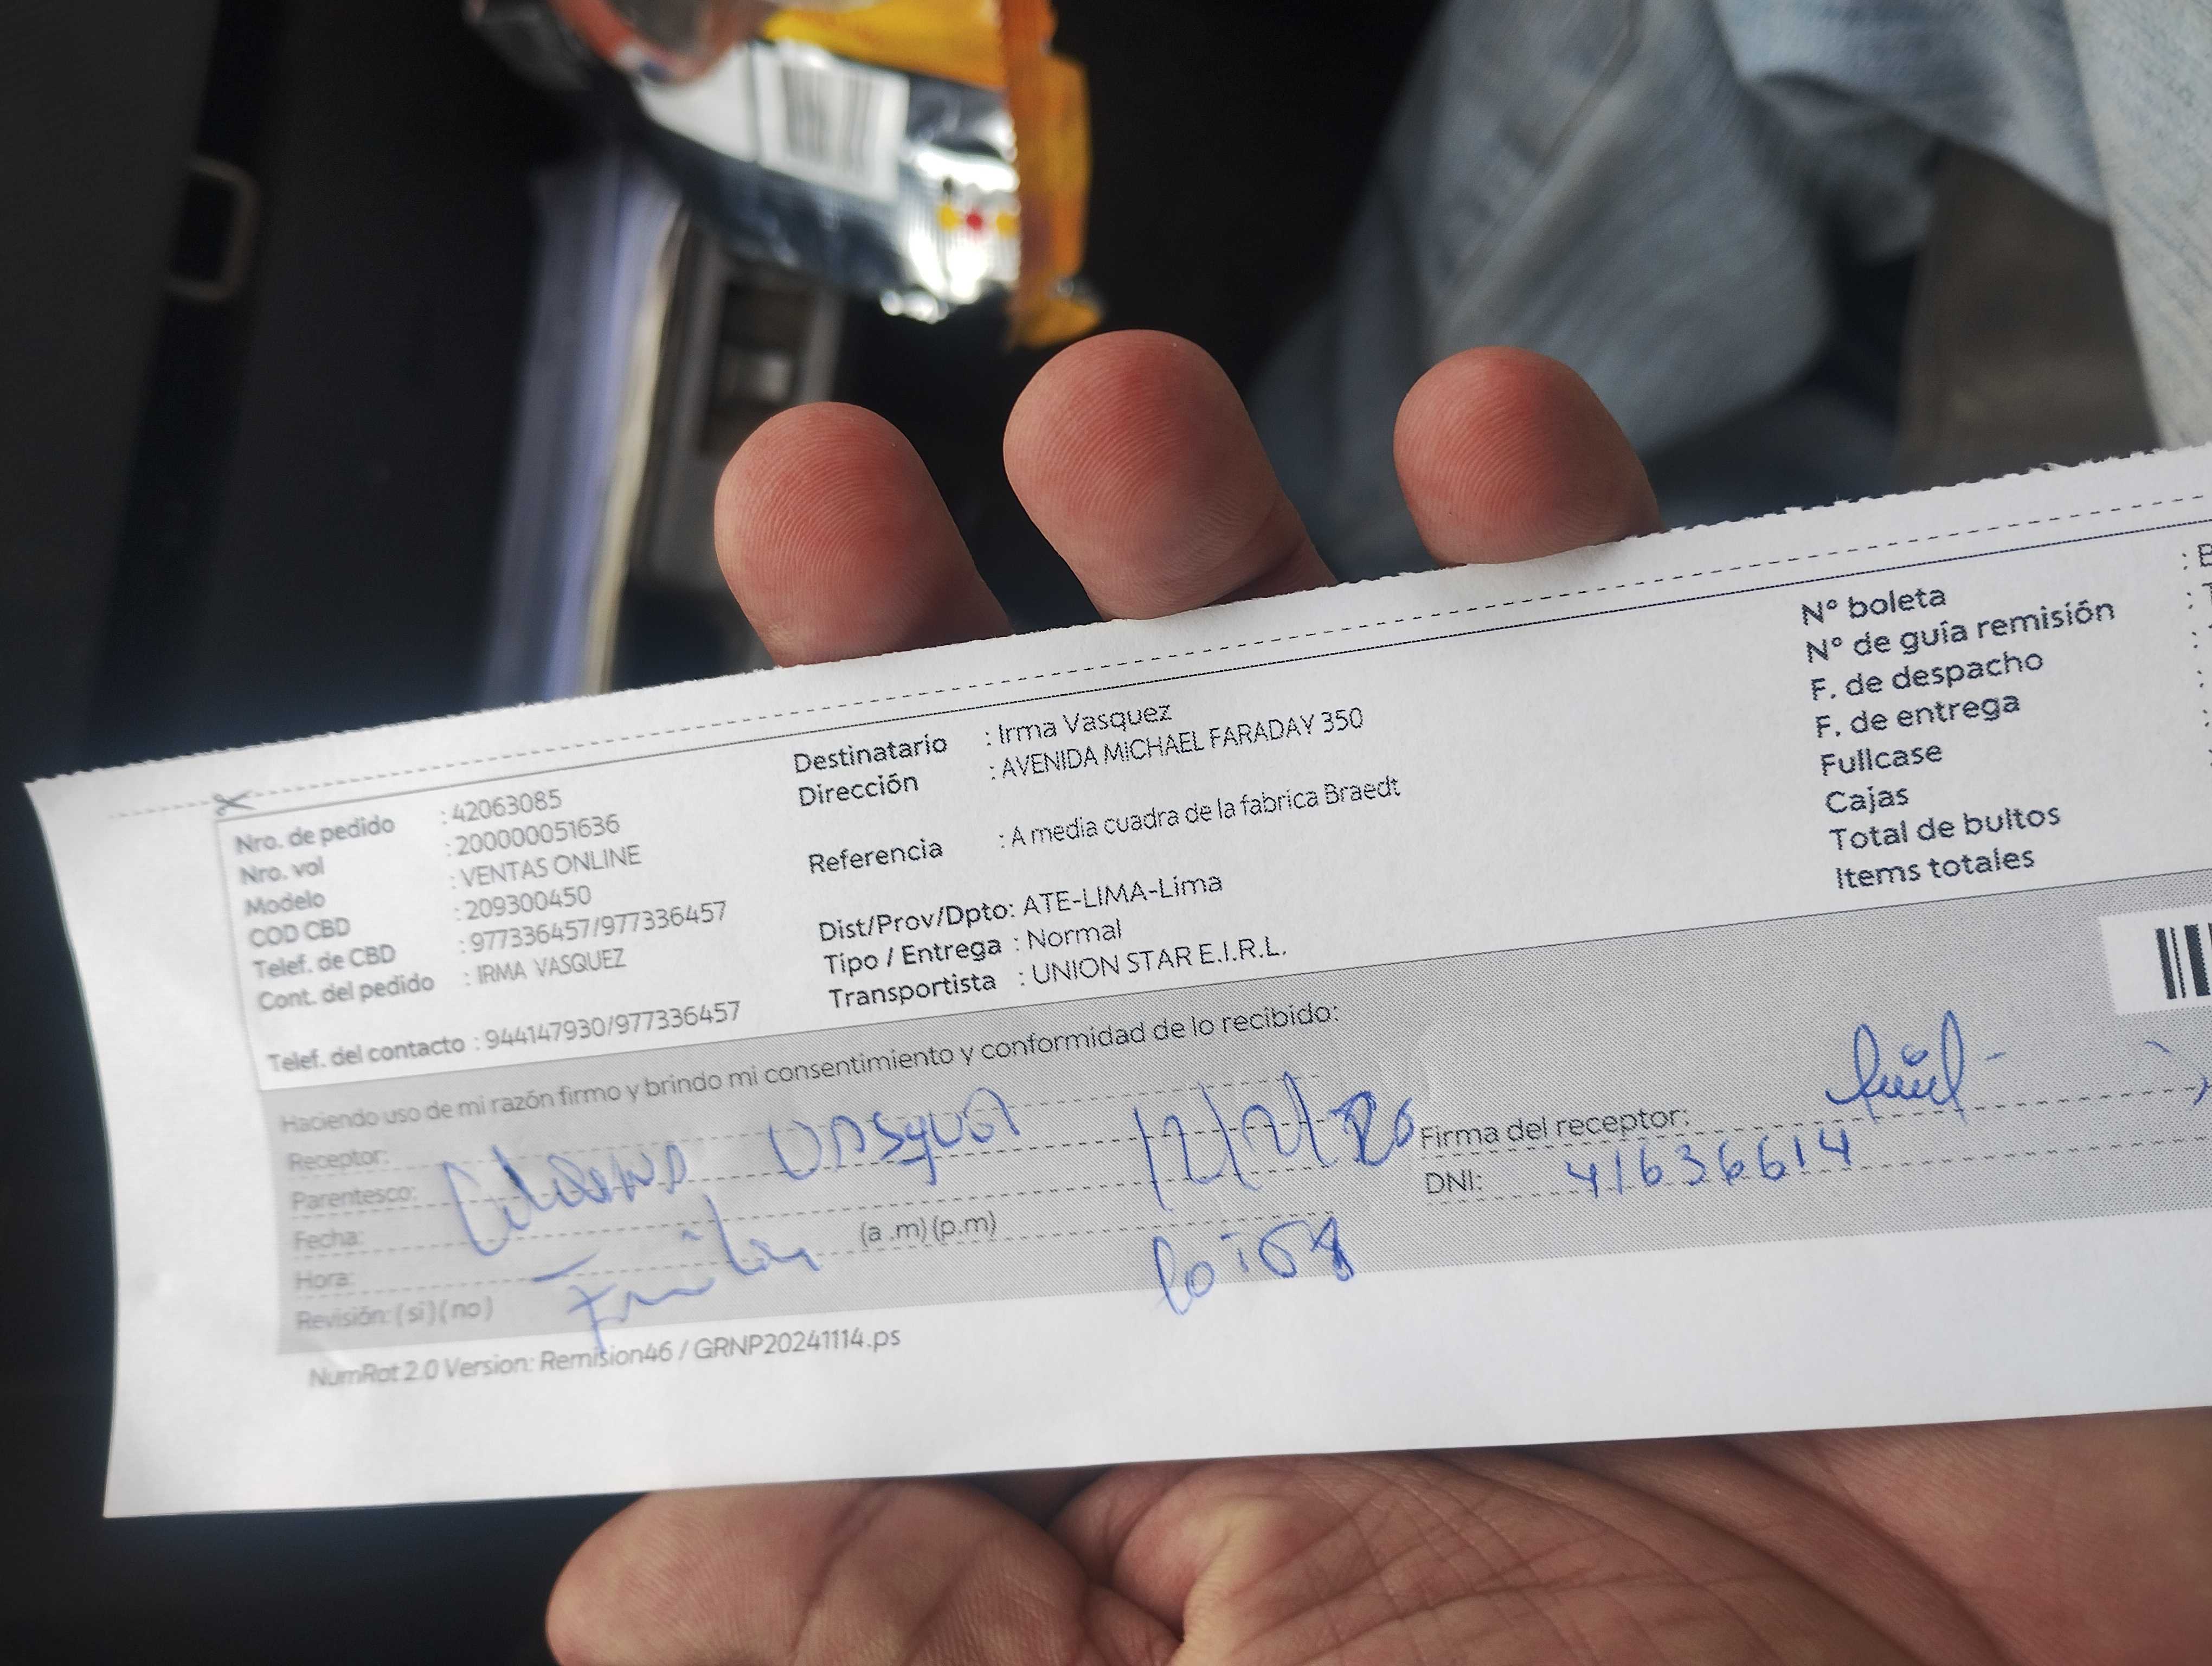 Nro. de pedido : 42063085
Nro. vol : 200000051636
Modelo : VENTAS ONLINE
COD CBD : 209300450
Telef. de CBD : 977336457/977336457
Cont. del pedido : IRMA VASQUEZ
Telef. del contacto : 944147930/977336457
Destinatario : Irma Vasquez
Dirección : AVENIDA MICHAEL FARADAY 350
Referencia : A media cuadra de la fabrica Braedt
Dist/Prov/Dpto: ATE-LIMA-Lima
Tipo / Entrega : Normal
Transportista : UNION STAR E.I.R.L.
N° boleta : B
N° de guía remisión :
F. de despacho :
F. de entrega :
Fullcase :
Cajas :
Total de bultos
Items totales
Haciendo uso de mi razón firmo y brindo mi consentimiento y conformidad de lo recibido:
Receptor:
Parentesco:
Fecha:
Hora: (a .m)(p.m)
Revisión: (si)(no)
Firma del receptor:
DNI: 41636614
NumRot 2.0 Version: Remision46 / GRNP20241114.ps